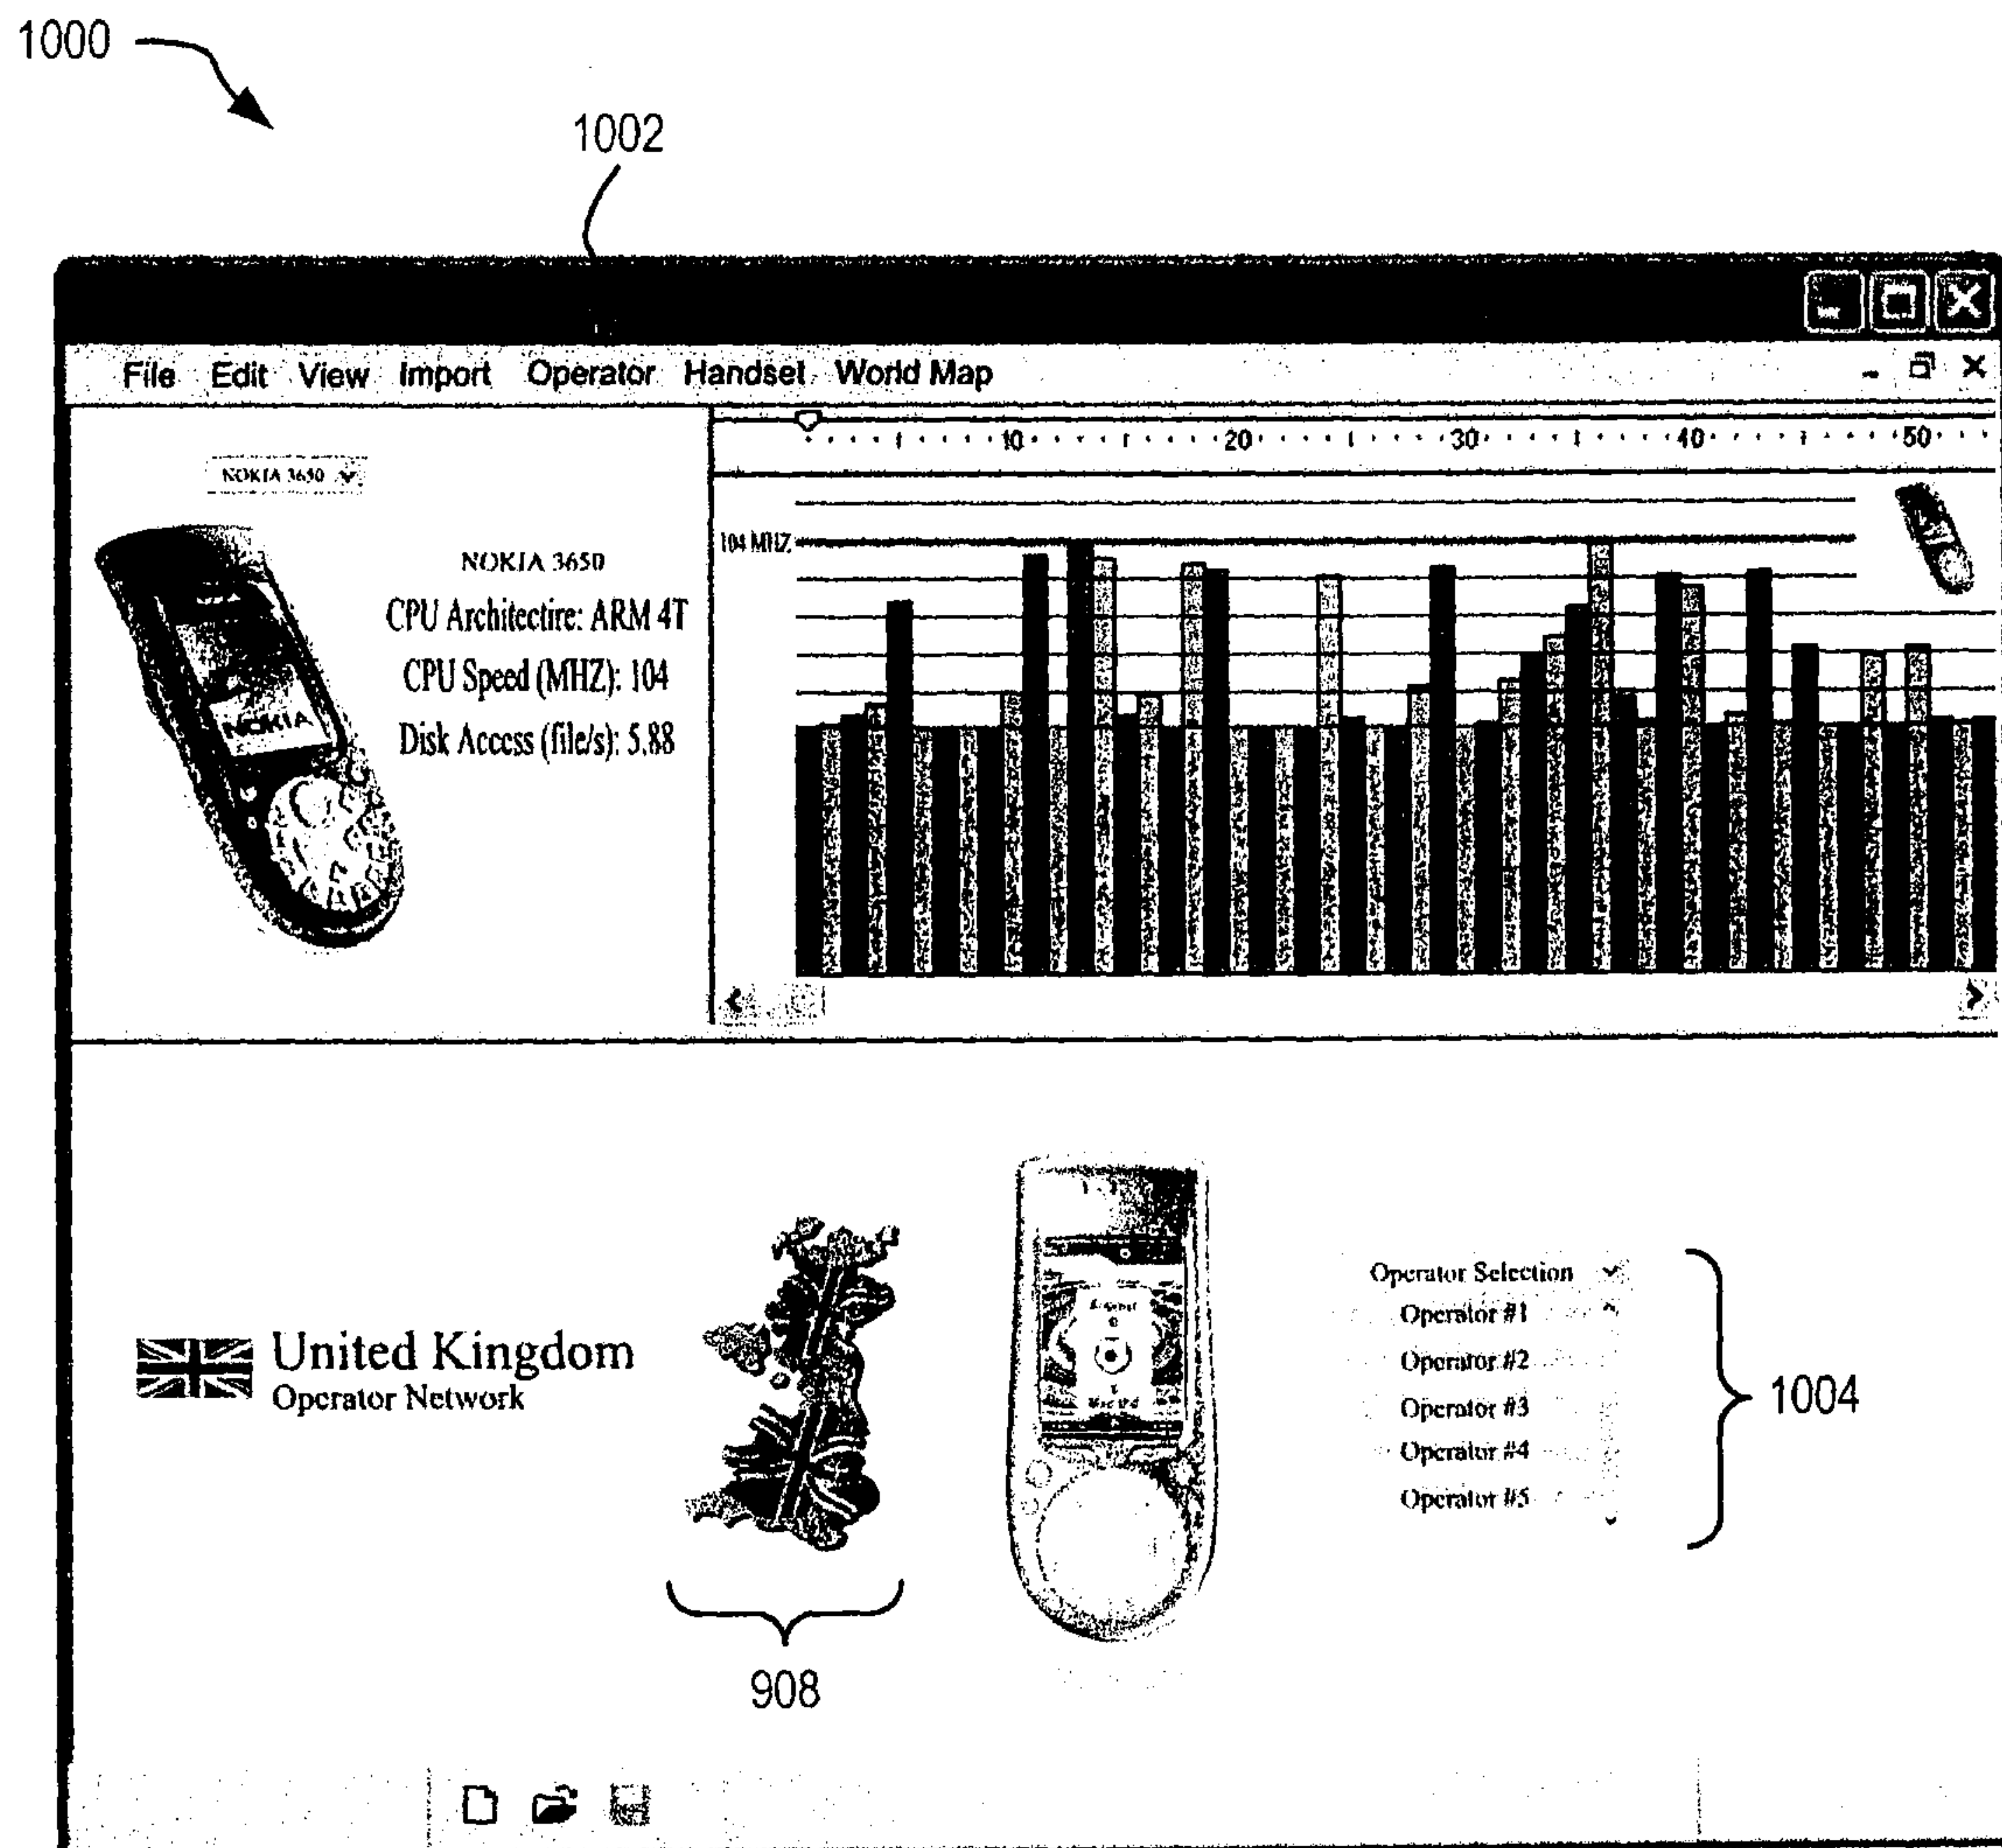 1000
1002
File Edit View Import Operator Handset World Map
NOKIA 3650
10 20 30 40 50
104 MHZ
NOKIA 3650
CPU Architectire: ARM 4T
CPU Speed (MHZ): 104
Disk Access (file/s): 5.88
NOKIA
United Kingdom
Operator Network
Operator Selection
Operator #1
Operator #2
Operator #3
Operator #4
Operator #5
1004
908